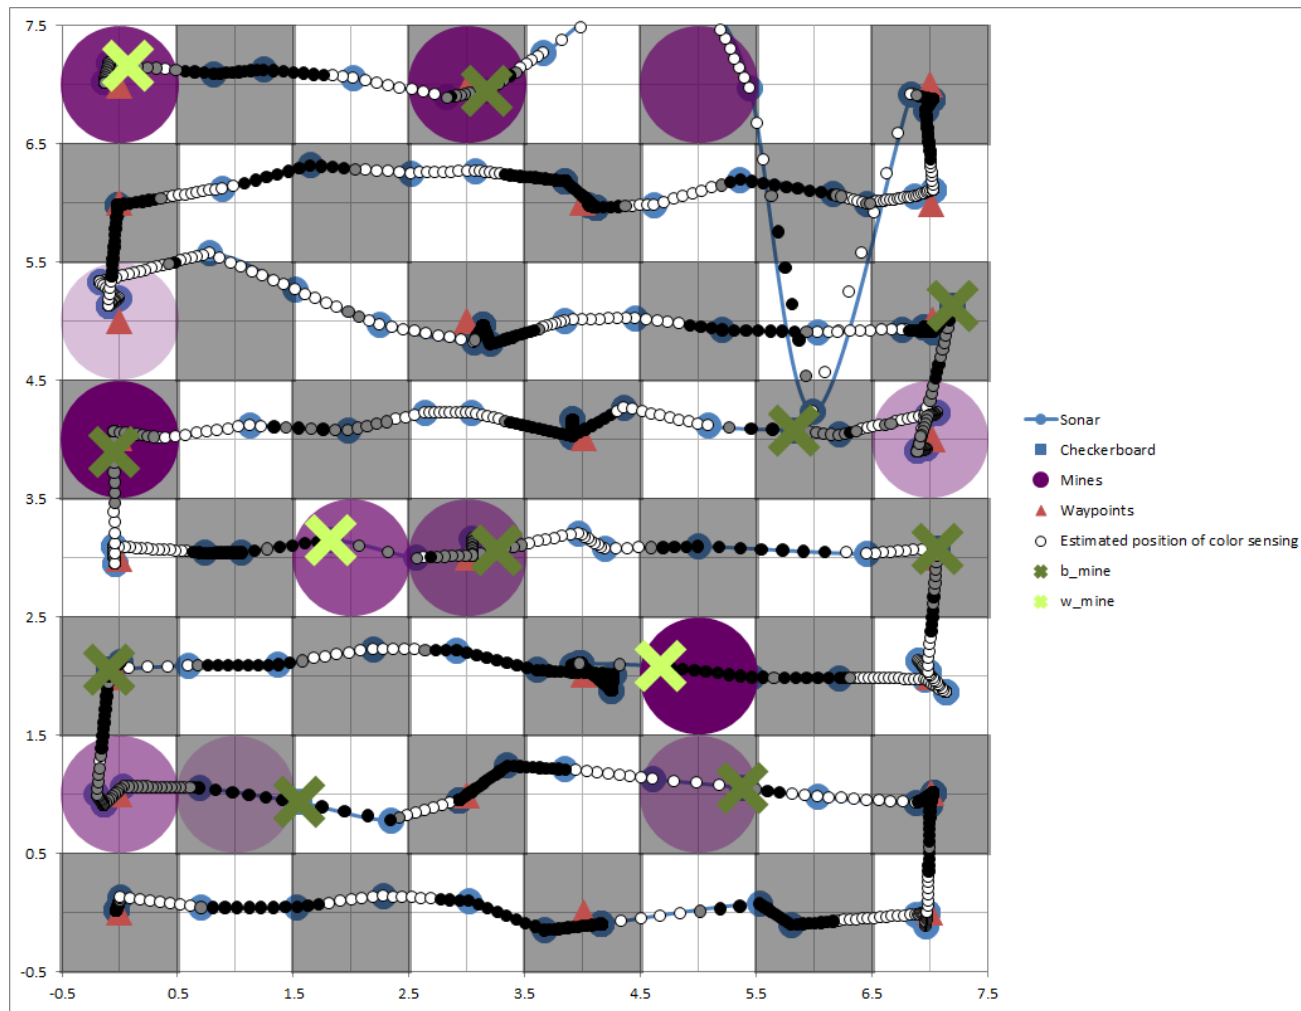 7.5
6.5
5.5
4.5
3.5
2.5
1.5
0.5
-0.5
-0.5 0.5 1.5 2.5 3.5 4.5 5.5 6.5 7.5
Sonar
Checkerboard
Mines
Waypoints
Estimated position of color sensing
b_mine
w_mine